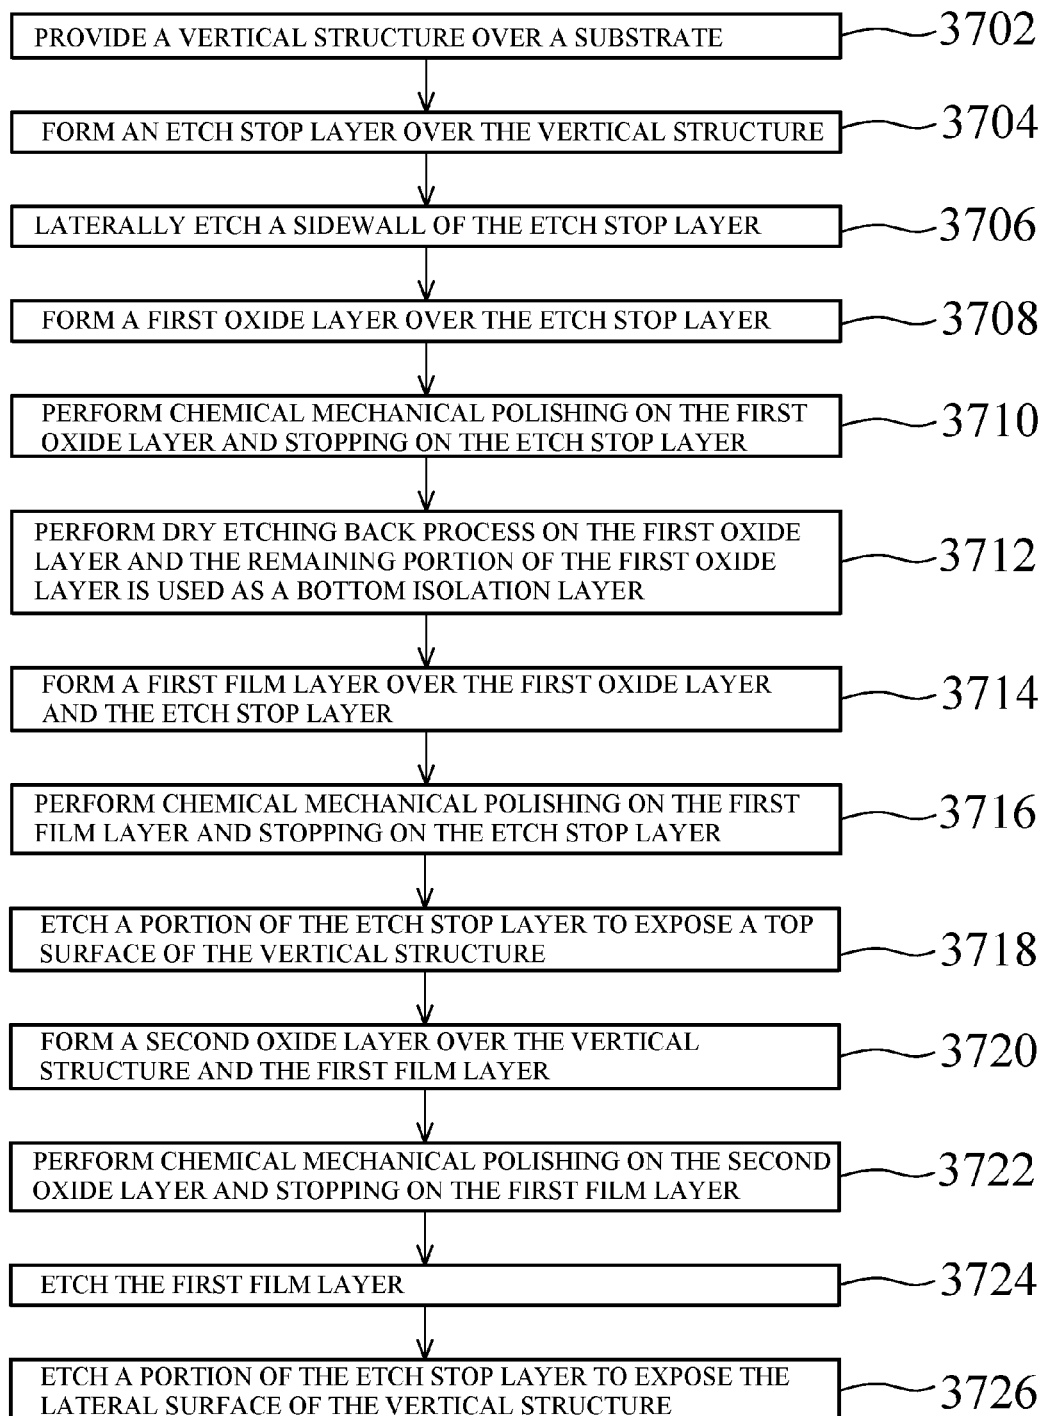 PROVIDE A VERTICAL STRUCTURE OVER A SUBSTRATE
3702
FORM AN ETCH STOP LAYER OVER THE VERTICAL STRUCTURE
3704
LATERALLY ETCH A SIDEWALL OF THE ETCH STOP LAYER
3706
FORM A FIRST OXIDE LAYER OVER THE ETCH STOP LAYER
3708
PERFORM CHEMICAL MECHANICAL POLISHING ON THE FIRST
OXIDE LAYER AND STOPPING ON THE ETCH STOP LAYER
3710
PERFORM DRY ETCHING BACK PROCESS ON THE FIRST OXIDE
LAYER AND THE REMAINING PORTION OF THE FIRST OXIDE
LAYER IS USED AS A BOTTOM ISOLATION LAYER
3712
FORM A FIRST FILM LAYER OVER THE FIRST OXIDE LAYER
AND THE ETCH STOP LAYER
3714
PERFORM CHEMICAL MECHANICAL POLISHING ON THE FIRST
FILM LAYER AND STOPPING ON THE ETCH STOP LAYER
3716
ETCH A PORTION OF THE ETCH STOP LAYER TO EXPOSE A TOP
SURFACE OF THE VERTICAL STRUCTURE
3718
FORM A SECOND OXIDE LAYER OVER THE VERTICAL
STRUCTURE AND THE FIRST FILM LAYER
3720
PERFORM CHEMICAL MECHANICAL POLISHING ON THE SECOND
OXIDE LAYER AND STOPPING ON THE FIRST FILM LAYER
3722
ETCH THE FIRST FILM LAYER
3724
ETCH A PORTION OF THE ETCH STOP LAYER TO EXPOSE THE
LATERAL SURFACE OF THE VERTICAL STRUCTURE
3726